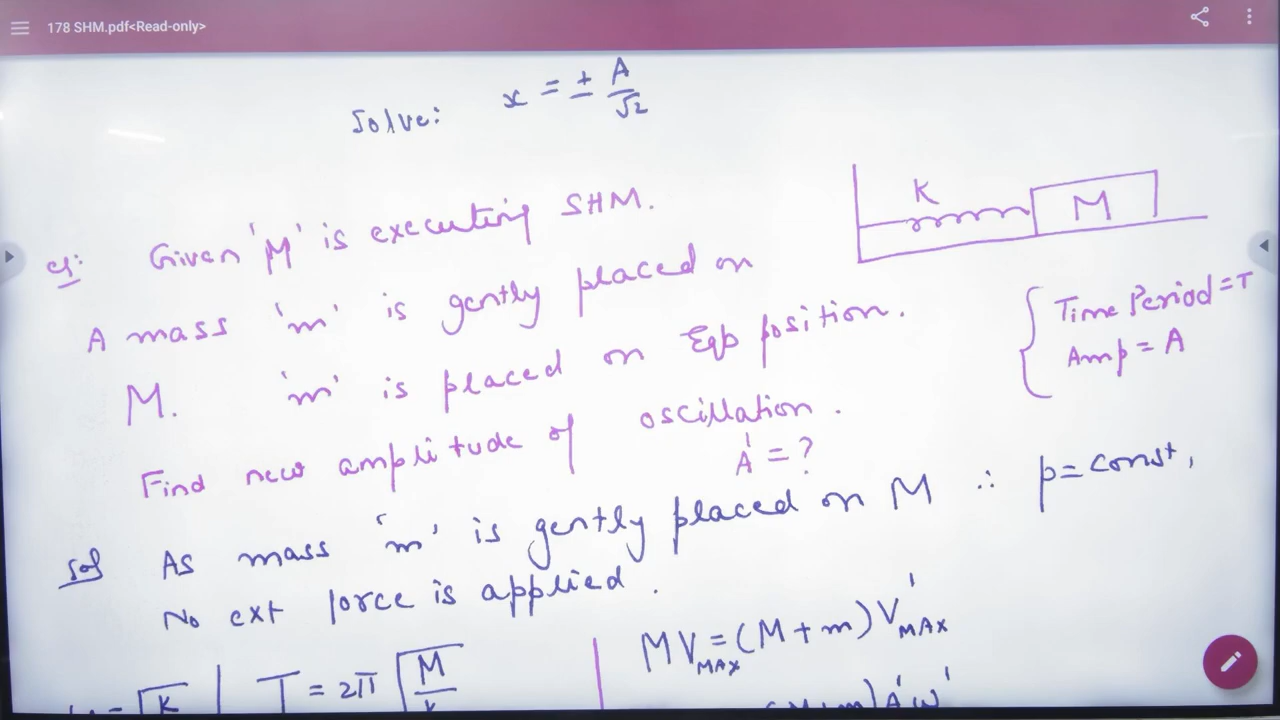 178 SHM.pdf<Read-only>
Solve: x = ± A/√2
eg: Given 'M' is executing SHM.
K
M
A mass 'm' is gently placed on
M. 'm' is placed on Eqb position.
{ Time Period = T
Amp = A
Find new amplitude of oscillation.
A' = ?
Sol As mass 'm' is gently placed on M ∴ p = const,
No ext force is applied.
MV_MAX = (M+m)V'_MAX
T = 2π √M/k